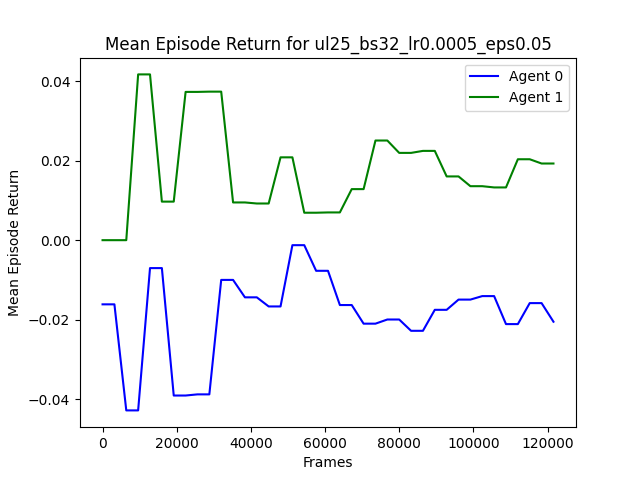 Mean Episode Return for ul25_bs32_lr0.0005_eps0.05
Agent 0
Agent 1
Mean Episode Return
0.04
0.02
0.00
−0.02
−0.04
0 20000 40000 60000 80000 100000 120000
Frames